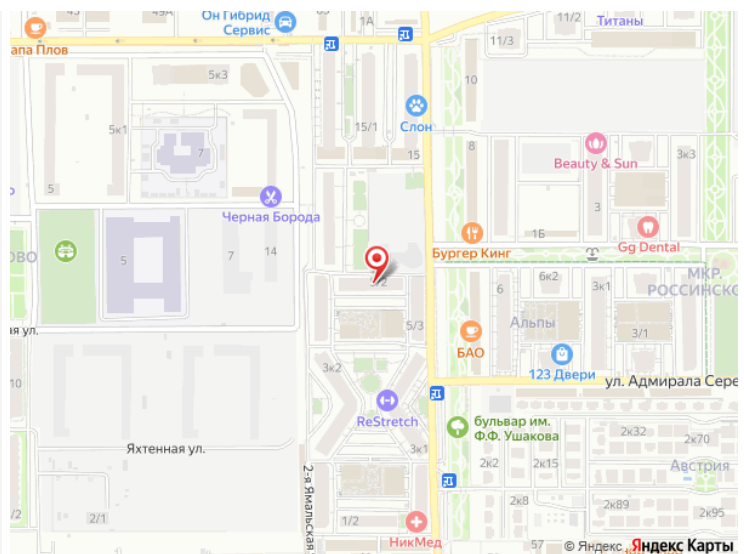 Он Гибрид
Сервис
1А
11/2
Титаны
11/3
апа Плов
5к3
10
15/1
Слон
5к1
7
8
15
Beauty & Sun
3к3
5
3
Черная Борода
1Б
Gg Dental
ОВО
5
7
14
Бургер Кинг
6к2
МКР.
РОССИНСКО
3к1
6
5/2
Альпы
5/3
3/1
я ул.
БАО
123 Двери
3к2
10
ул. Адмирала Сере
ReStretch
бульвар им.
Ф.Ф. Ушакова
2к32
2к70
Яхтенная ул.
3к1
2к2
2к15
Австрия
2-я Ямальская
2к8
2к89
2к95
2/1
1/2
НикМед
57
© Яндекс Яндекс Карты